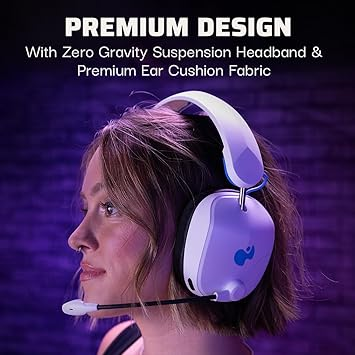 PREMIUM DESIGN
With Zero Gravity Suspension Headband &
Premium Ear Cushion Fabric